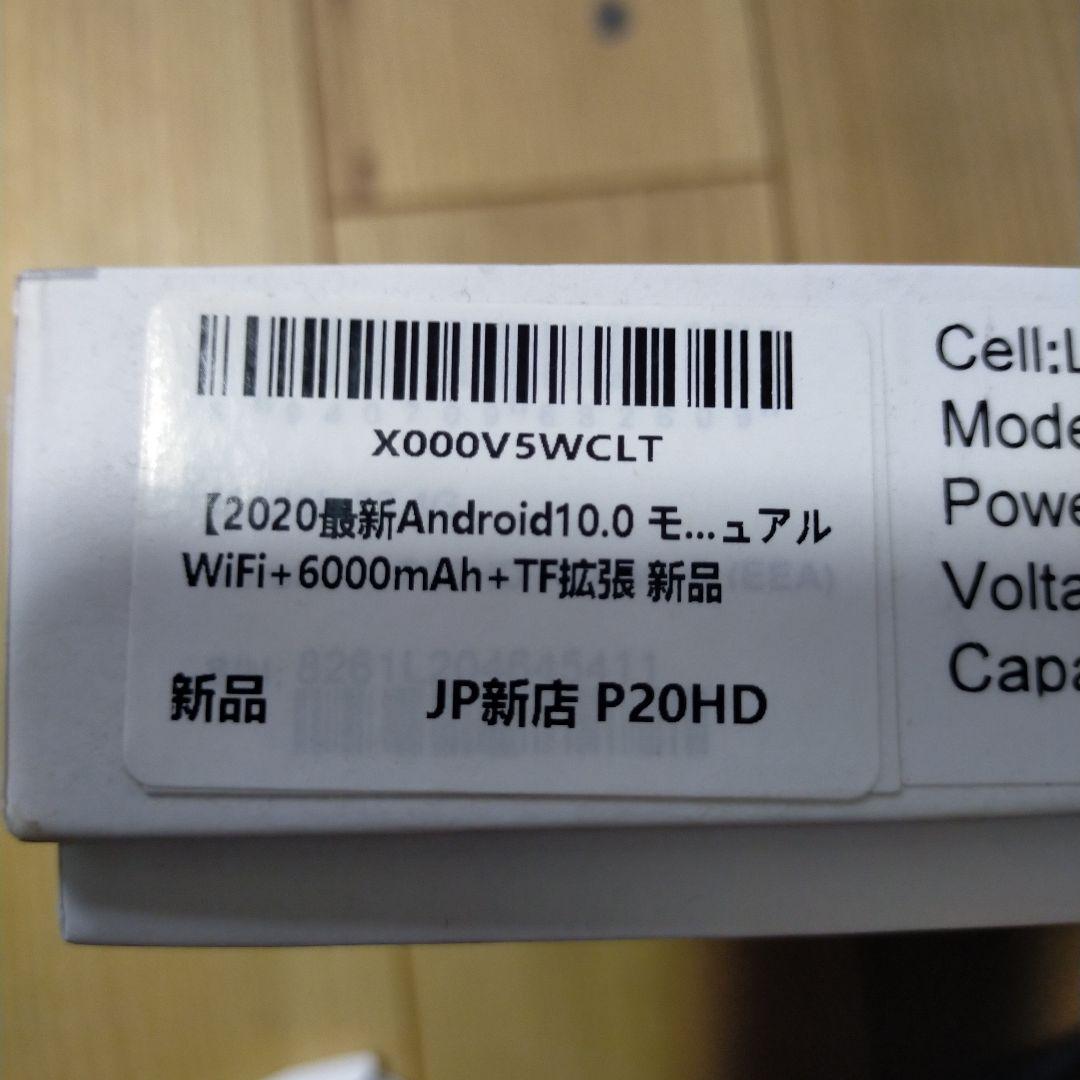 X000V5WCLT
【2020最新Android10.0 モ...ュアル
WiFi+6000mAh+TF拡張 新品
(EEA)
8261L204645411
新品 JP新店 P20HD
Cell:L
Mode
Powe
Volta
Capa